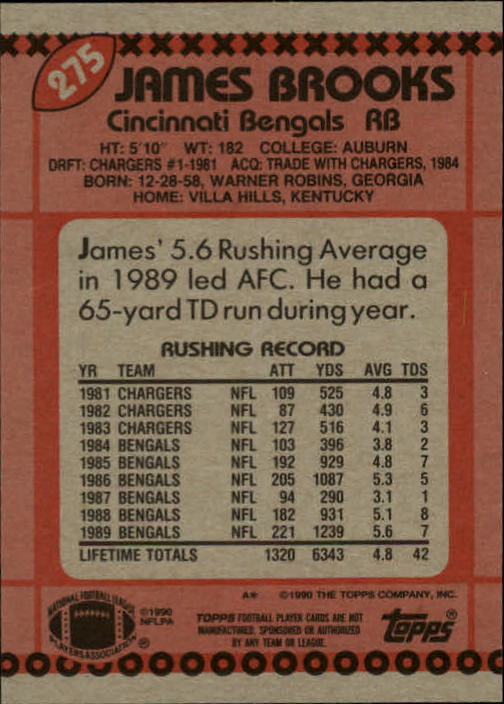 275
JAMES BROOKS
Cincinnati Bengals RB
HT: 5'10" WT: 182 COLLEGE: AUBURN
DRFT: CHARGERS #1-1981 ACQ: TRADE WITH CHARGERS, 1984
BORN: 12-28-58, WARNER ROBINS, GEORGIA
HOME: VILLA HILLS, KENTUCKY
James' 5.6 Rushing Average
in 1989 led AFC. He had a
65-yard TD run during year.
RUSHING RECORD
YR TEAM ATT YDS AVG TDS
1981 CHARGERS NFL 109 525 4.8 3
1982 CHARGERS NFL 87 430 4.9 6
1983 CHARGERS NFL 127 516 4.1 3
1984 BENGALS NFL 103 396 3.8 2
1985 BENGALS NFL 192 929 4.8 7
1986 BENGALS NFL 205 1087 5.3 5
1987 BENGALS NFL 94 290 3.1 1
1988 BENGALS NFL 182 931 5.1 8
1989 BENGALS NFL 221 1239 5.6 7
LIFETIME TOTALS 1320 6343 4.8 42
A* ©1990 THE TOPPS COMPANY, INC.
NATIONAL FOOTBALL LEAGUE
PLAYERS ASSOCIATION ®
©1990
NFLPA
TOPPS FOOTBALL PLAYER CARDS ARE NOT
MANUFACTURED, SPONSORED OR AUTHORIZED
BY ANY TEAM OR LEAGUE.
topps®